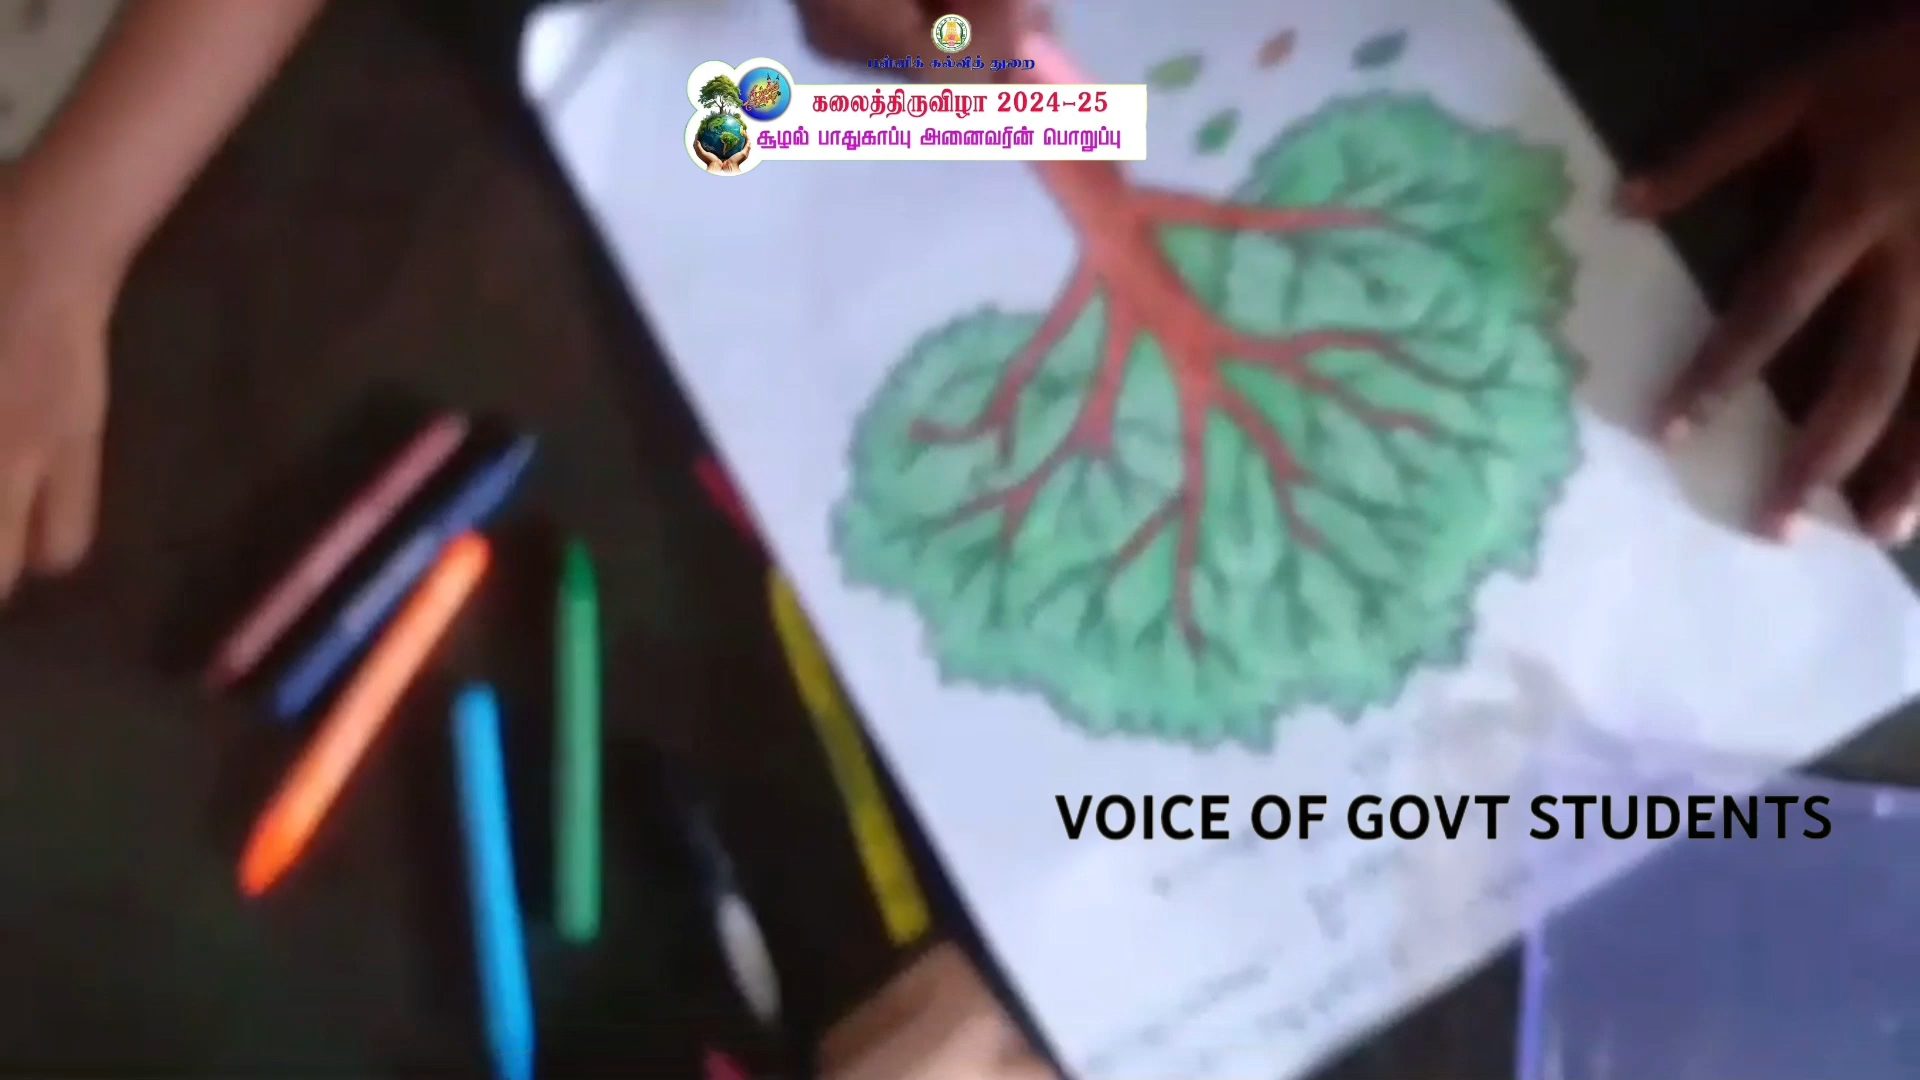 பள்ளிக் கல்வித் துறை
கலைத்திருவிழா 2024-25
சூழல் பாதுகாப்பு அனைவரின் பொறுப்பு
VOICE OF GOVT STUDENTS